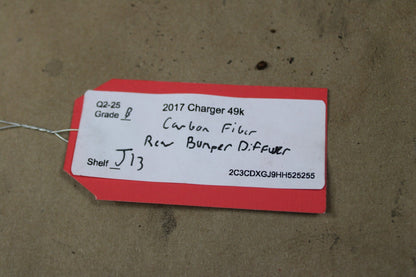 Q2-25
Grade B
2017 Charger 49k
Carbon Fiber
Rear Bumper Diffuser
Shelf J13
2C3CDXGJ9HH525255